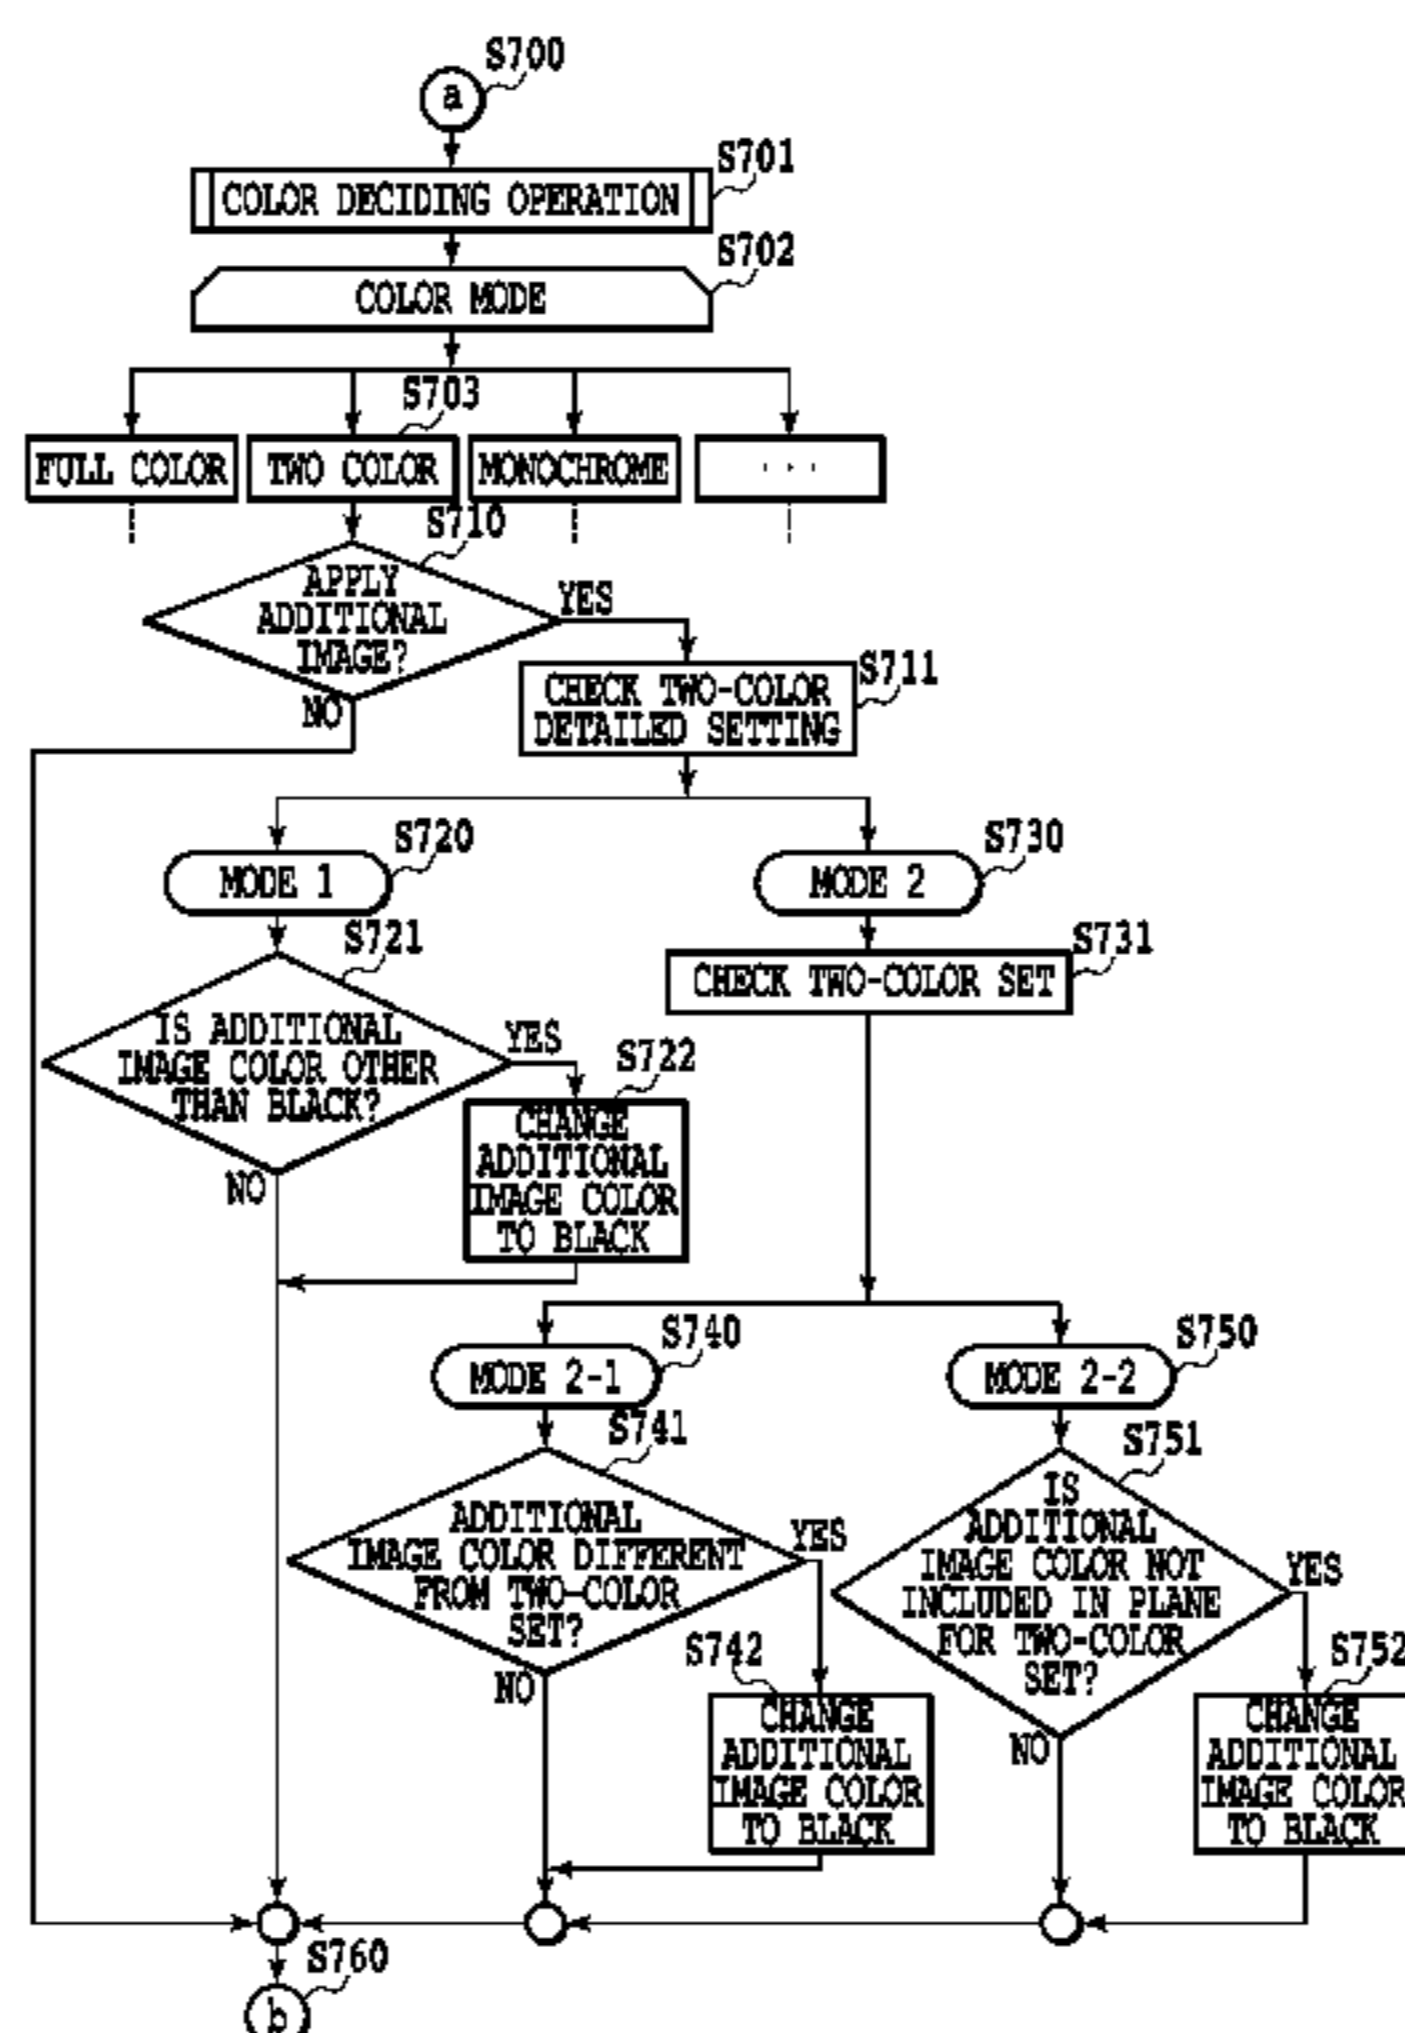 S700
a
S701
COLOR DECIDING OPERATION
S702
COLOR MODE
S703
FULL COLOR
TWO COLOR
MONOCHROME
...
S710
APPLY
ADDITIONAL
IMAGE?
YES
NO
S711
CHECK TWO-COLOR
DETAILED SETTING
S720
MODE 1
S730
MODE 2
S721
IS ADDITIONAL
IMAGE COLOR OTHER
THAN BLACK?
YES
NO
S731
CHECK TWO-COLOR SET
S722
CHANGE
ADDITIONAL
IMAGE COLOR
TO BLACK
S740
MODE 2-1
S750
MODE 2-2
S741
ADDITIONAL
IMAGE COLOR DIFFERENT
FROM TWO-COLOR
SET?
YES
NO
S751
IS
ADDITIONAL
IMAGE COLOR NOT
INCLUDED IN PLANE
FOR TWO-COLOR
SET?
YES
NO
S742
CHANGE
ADDITIONAL
IMAGE COLOR
TO BLACK
S752
CHANGE
ADDITIONAL
IMAGE COLOR
TO BLACK
S760
b